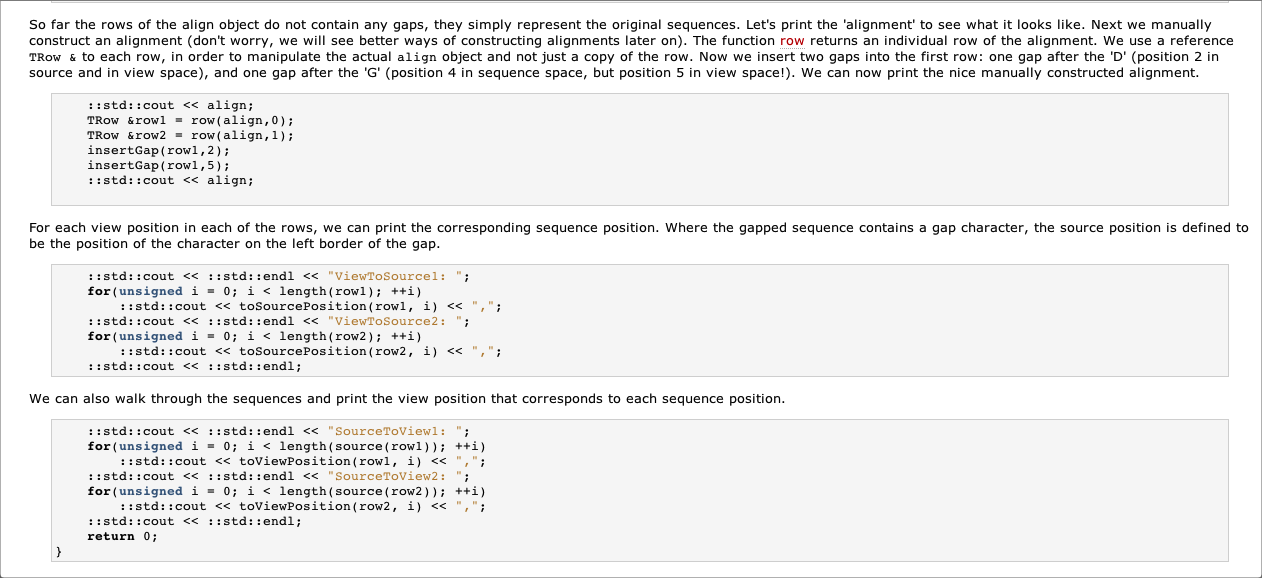 So far the rows of the align object do not contain any gaps, they simply represent the original sequences. Let's print the 'alignment' to see what it looks like. Next we manually
construct an alignment (don't worry, we will see better ways of constructing alignments later on). The function row returns an individual row of the alignment. We use a reference
TRow & to each row, in order to manipulate the actual align object and not just a copy of the row. Now we insert two gaps into the first row: one gap after the 'D' (position 2 in
source and in view space), and one gap after the 'G' (position 4 in sequence space, but position 5 in view space!). We can now print the nice manually constructed alignment.
::std::cout << align;
TRow &row1 = row(align,0);
TRow &row2 = row(align,1);
insertGap(row1,2);
insertGap(row1,5);
::std::cout << align;
For each view position in each of the rows, we can print the corresponding sequence position. Where the gapped sequence contains a gap character, the source position is defined to
be the position of the character on the left border of the gap.
::std::cout << ::std::endl << "ViewToSource1: ";
for(unsigned i = 0; i < length(row1); ++i)
::std::cout << toSourcePosition(row1, i) << ",";
::std::cout << ::std::endl << "ViewToSource2: ";
for(unsigned i = 0; i < length(row2); ++i)
::std::cout << toSourcePosition(row2, i) << ",";
::std::cout << ::std::endl;
We can also walk through the sequences and print the view position that corresponds to each sequence position.
::std::cout << ::std::endl << "SourceToView1: ";
for(unsigned i = 0; i < length(source(row1)); ++i)
::std::cout << toViewPosition(row1, i) << ",";
::std::cout << ::std::endl << "SourceToView2: ";
for(unsigned i = 0; i < length(source(row2)); ++i)
::std::cout << toViewPosition(row2, i) << ",";
::std::cout << ::std::endl;
return 0;
}